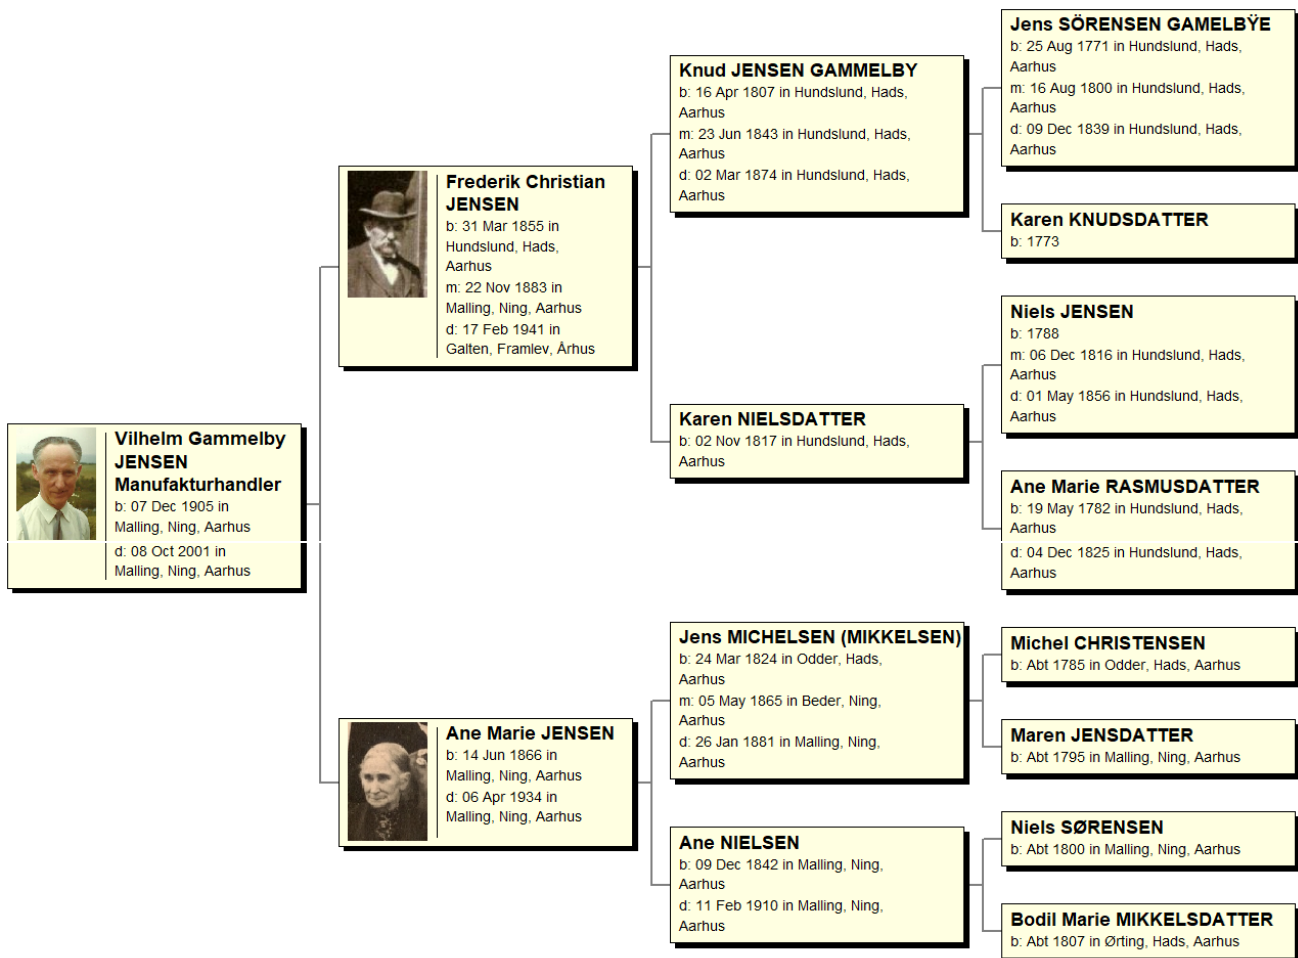 Jens SÖRENSEN GAMELBŸE
b: 25 Aug 1771 in Hundslund, Hads,
Aarhus
m: 16 Aug 1800 in Hundslund, Hads,
Aarhus
d: 09 Dec 1839 in Hundslund, Hads,
Aarhus
Knud JENSEN GAMMELBY
b: 16 Apr 1807 in Hundslund, Hads,
Aarhus
m: 23 Jun 1843 in Hundslund, Hads,
Aarhus
d: 02 Mar 1874 in Hundslund, Hads,
Aarhus
Karen KNUDSDATTER
b: 1773
Frederik Christian
JENSEN
b: 31 Mar 1855 in
Hundslund, Hads,
Aarhus
m: 22 Nov 1883 in
Malling, Ning, Aarhus
d: 17 Feb 1941 in
Galten, Framlev, Århus
Niels JENSEN
b: 1788
m: 06 Dec 1816 in Hundslund, Hads,
Aarhus
d: 01 May 1856 in Hundslund, Hads,
Aarhus
Karen NIELSDATTER
b: 02 Nov 1817 in Hundslund, Hads,
Aarhus
Ane Marie RASMUSDATTER
b: 19 May 1782 in Hundslund, Hads,
Aarhus
d: 04 Dec 1825 in Hundslund, Hads,
Aarhus
Vilhelm Gammelby
JENSEN
Manufakturhandler
b: 07 Dec 1905 in
Malling, Ning, Aarhus
d: 08 Oct 2001 in
Malling, Ning, Aarhus
Jens MICHELSEN (MIKKELSEN)
b: 24 Mar 1824 in Odder, Hads,
Aarhus
m: 05 May 1865 in Beder, Ning,
Aarhus
d: 26 Jan 1881 in Malling, Ning,
Aarhus
Michel CHRISTENSEN
b: Abt 1785 in Odder, Hads, Aarhus
Maren JENSDATTER
b: Abt 1795 in Malling, Ning, Aarhus
Ane Marie JENSEN
b: 14 Jun 1866 in
Malling, Ning, Aarhus
d: 06 Apr 1934 in
Malling, Ning, Aarhus
Ane NIELSEN
b: 09 Dec 1842 in Malling, Ning,
Aarhus
d: 11 Feb 1910 in Malling, Ning,
Aarhus
Niels SØRENSEN
b: Abt 1800 in Malling, Ning, Aarhus
Bodil Marie MIKKELSDATTER
b: Abt 1807 in Ørting, Hads, Aarhus